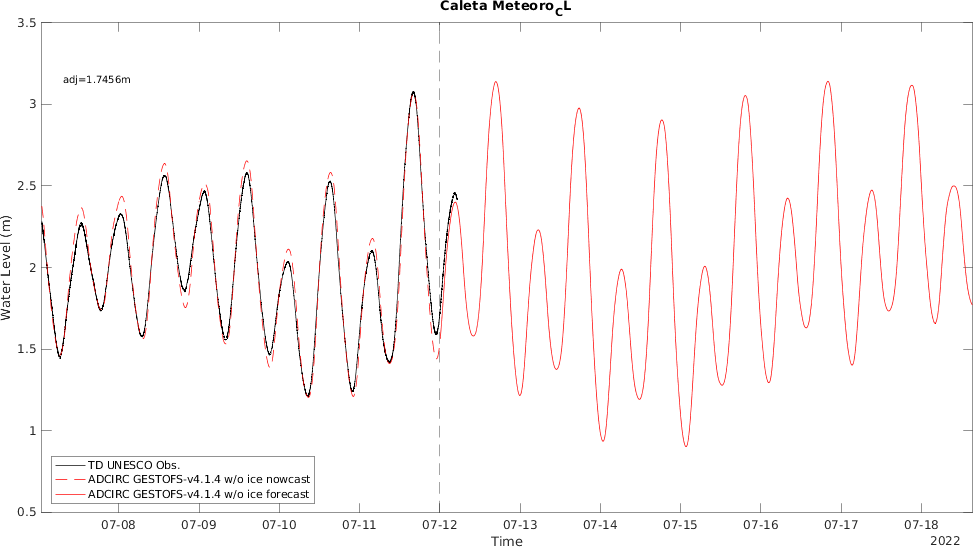 Caleta Meteoro_CL
3.5
adj=1.7456m
3
2.5
2
1.5
1
0.5
Water Level (m)
TD UNESCO Obs.
ADCIRC GESTOFS-v4.1.4 w/o ice nowcast
ADCIRC GESTOFS-v4.1.4 w/o ice forecast
07-08 07-09 07-10 07-11 07-12 07-13 07-14 07-15 07-16 07-17 07-18
Time
2022